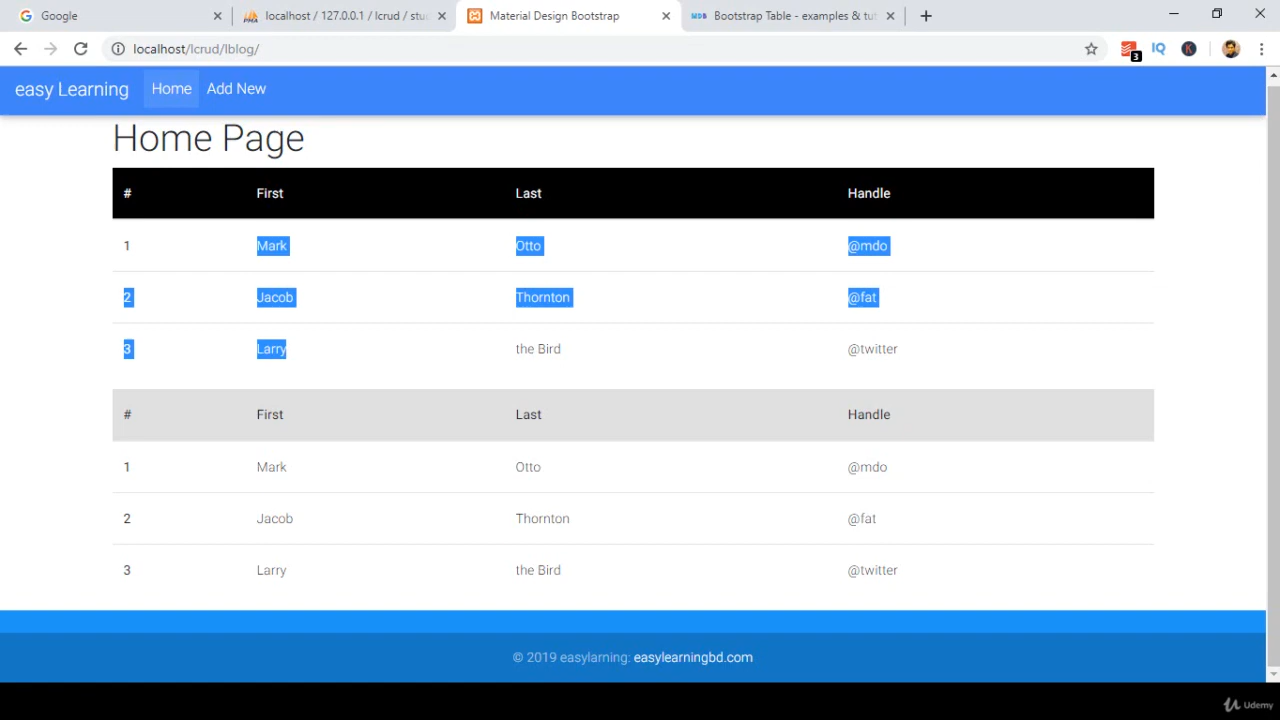 Google
localhost / 127.0.0.1 / lcrud / stu
Material Design Bootstrap
MDB Bootstrap Table - examples & tut
localhost/lcrud/lblog/
3
IQ
K
easy Learning Home Add New
Home Page
# First Last Handle
1 Mark Otto @mdo
2 Jacob Thornton @fat
3 Larry the Bird @twitter
# First Last Handle
1 Mark Otto @mdo
2 Jacob Thornton @fat
3 Larry the Bird @twitter
© 2019 easylarning: easylearningbd.com
Udemy